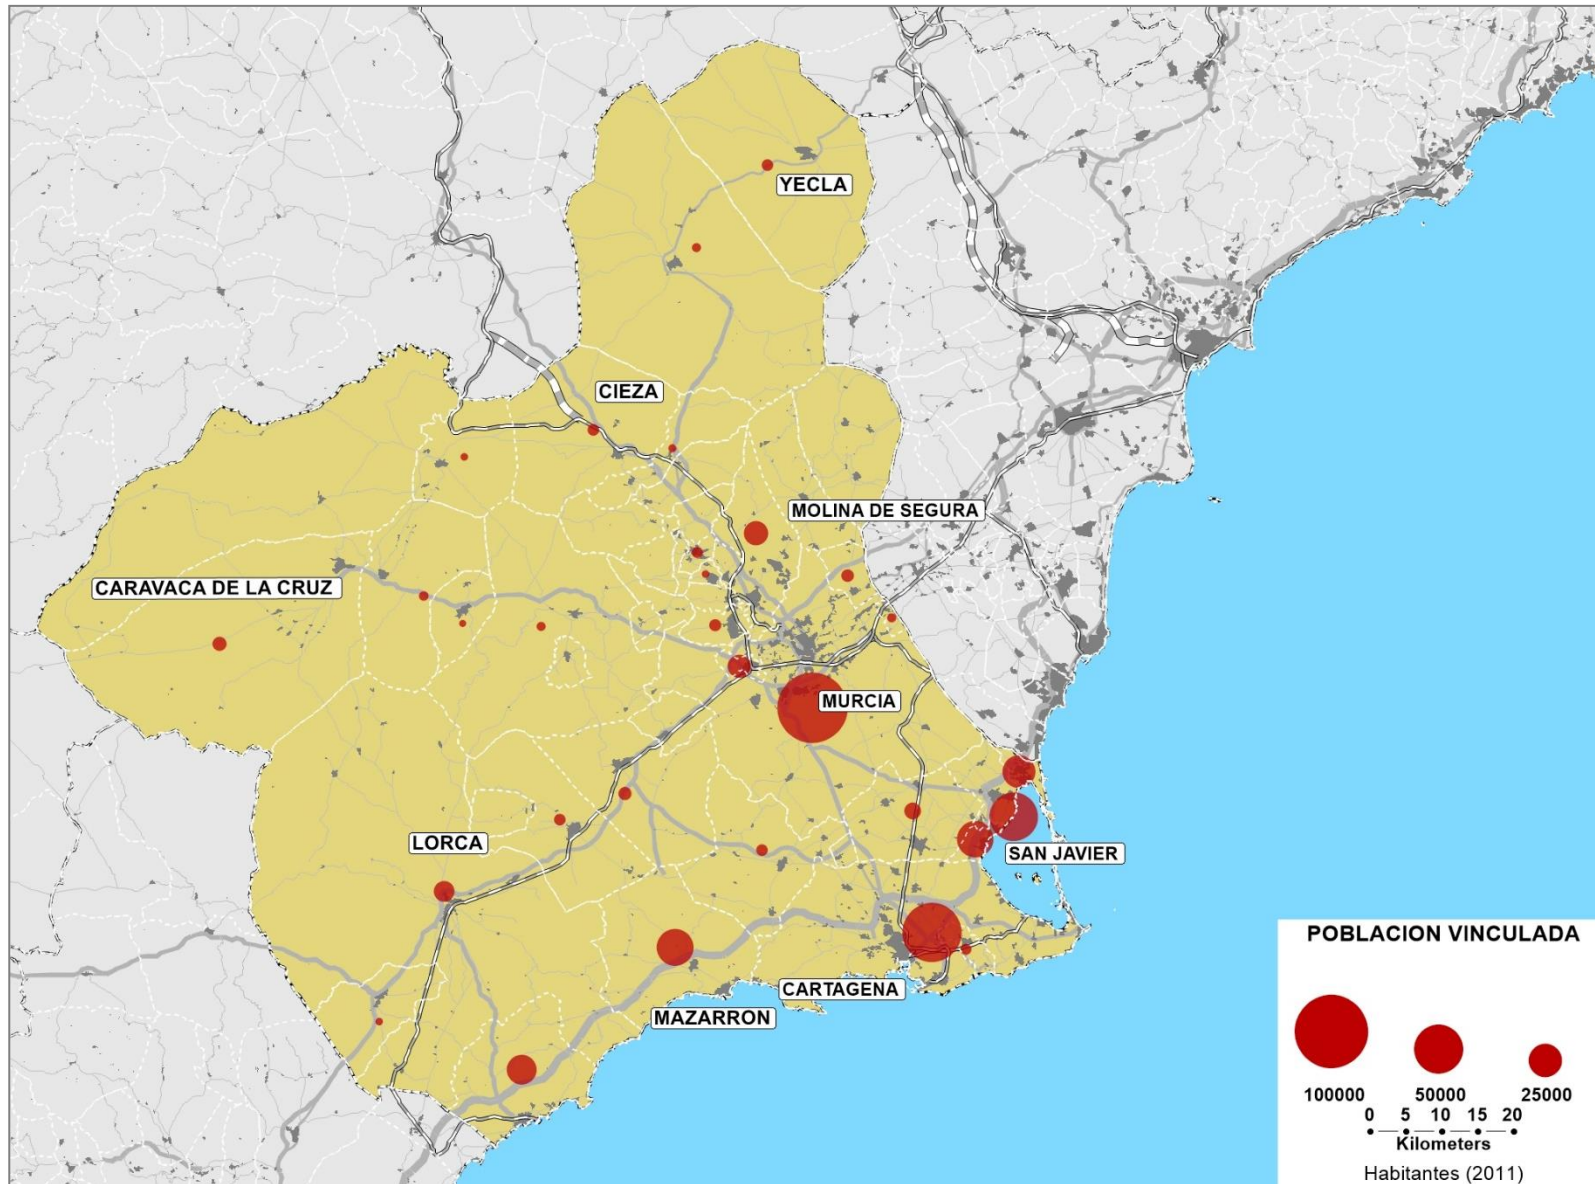 YECLA
CIEZA
MOLINA DE SEGURA
CARAVACA DE LA CRUZ
MURCIA
LORCA
SAN JAVIER
CARTAGENA
MAZARRON
POBLACION VINCULADA
100000 50000 25000
0 5 10 15 20
Kilometers
Habitantes (2011)